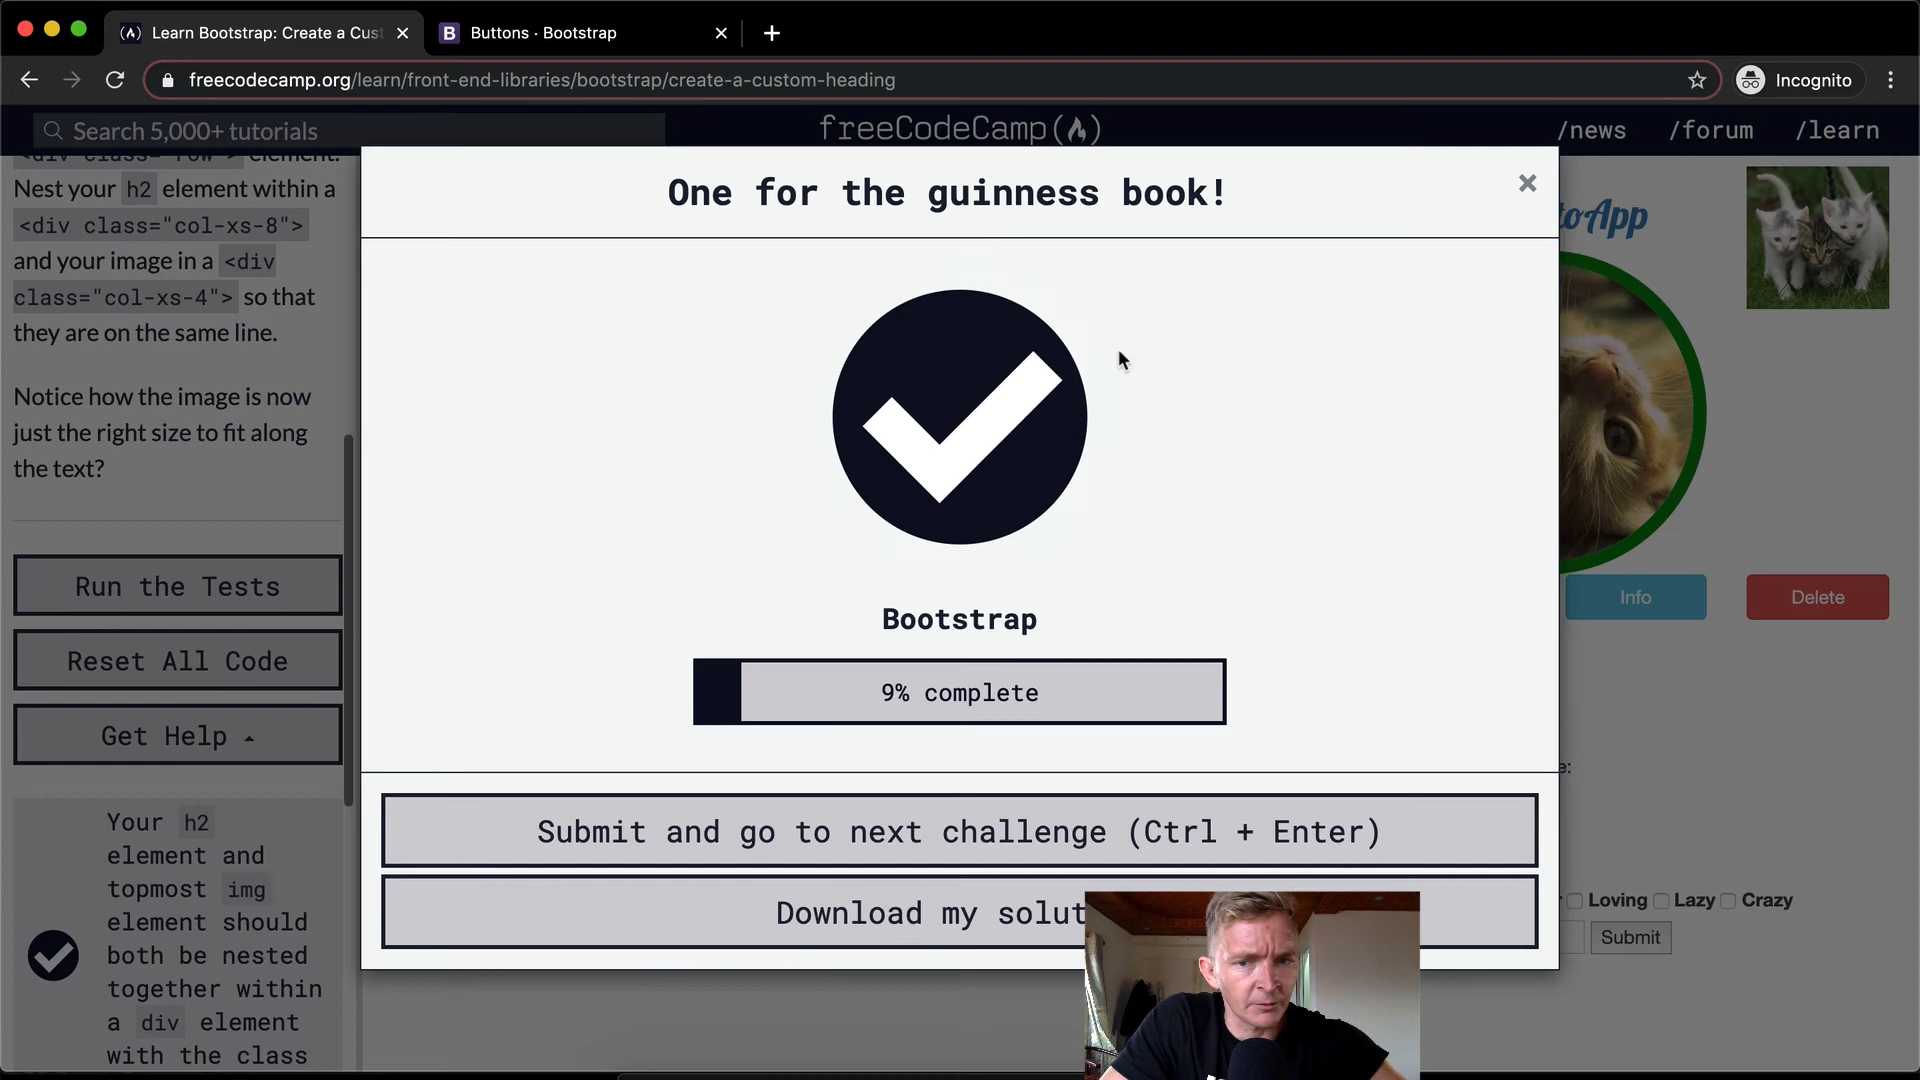 Learn Bootstrap: Create a Cust
Buttons · Bootstrap
freecodecamp.org/learn/front-end-libraries/bootstrap/create-a-custom-heading
Incognito
Search 5,000+ tutorials
freeCodeCamp(🔥)
/news
/forum
/learn
<div class="row"> element.
Nest your h2 element within a
<div class="col-xs-8">
and your image in a <div
class="col-xs-4"> so that
they are on the same line.
Notice how the image is now
just the right size to fit along
the text?
Run the Tests
Reset All Code
Get Help
Your h2
element and
topmost img
element should
both be nested
together within
a div element
with the class
One for the guinness book!
Bootstrap
9% complete
Submit and go to next challenge (Ctrl + Enter)
Download my solut
toApp
Info
Delete
e:
Loving
Lazy
Crazy
Submit